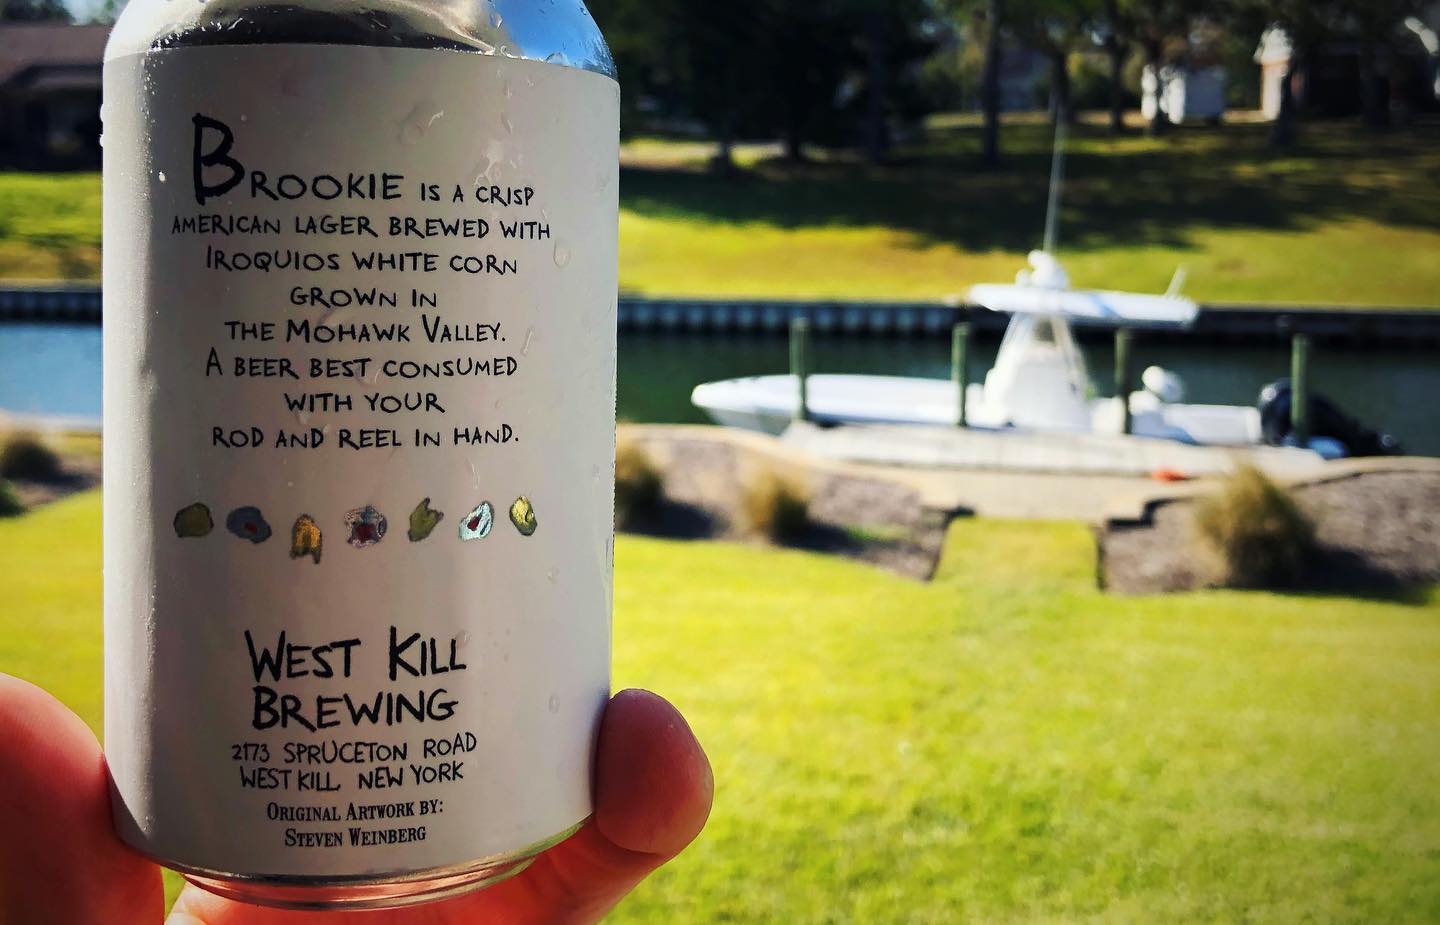 BROOKIE IS A CRISP
AMERICAN LAGER BREWED WITH
IROQUIOS WHITE CORN
GROWN IN
THE MOHAWK VALLEY.
A BEER BEST CONSUMED
WITH YOUR
ROD AND REEL IN HAND.
WEST KILL
BREWING
2173 SPRUCETON ROAD
WEST KILL, NEW YORK
ORIGINAL ARTWORK BY:
STEVEN WEINBERG